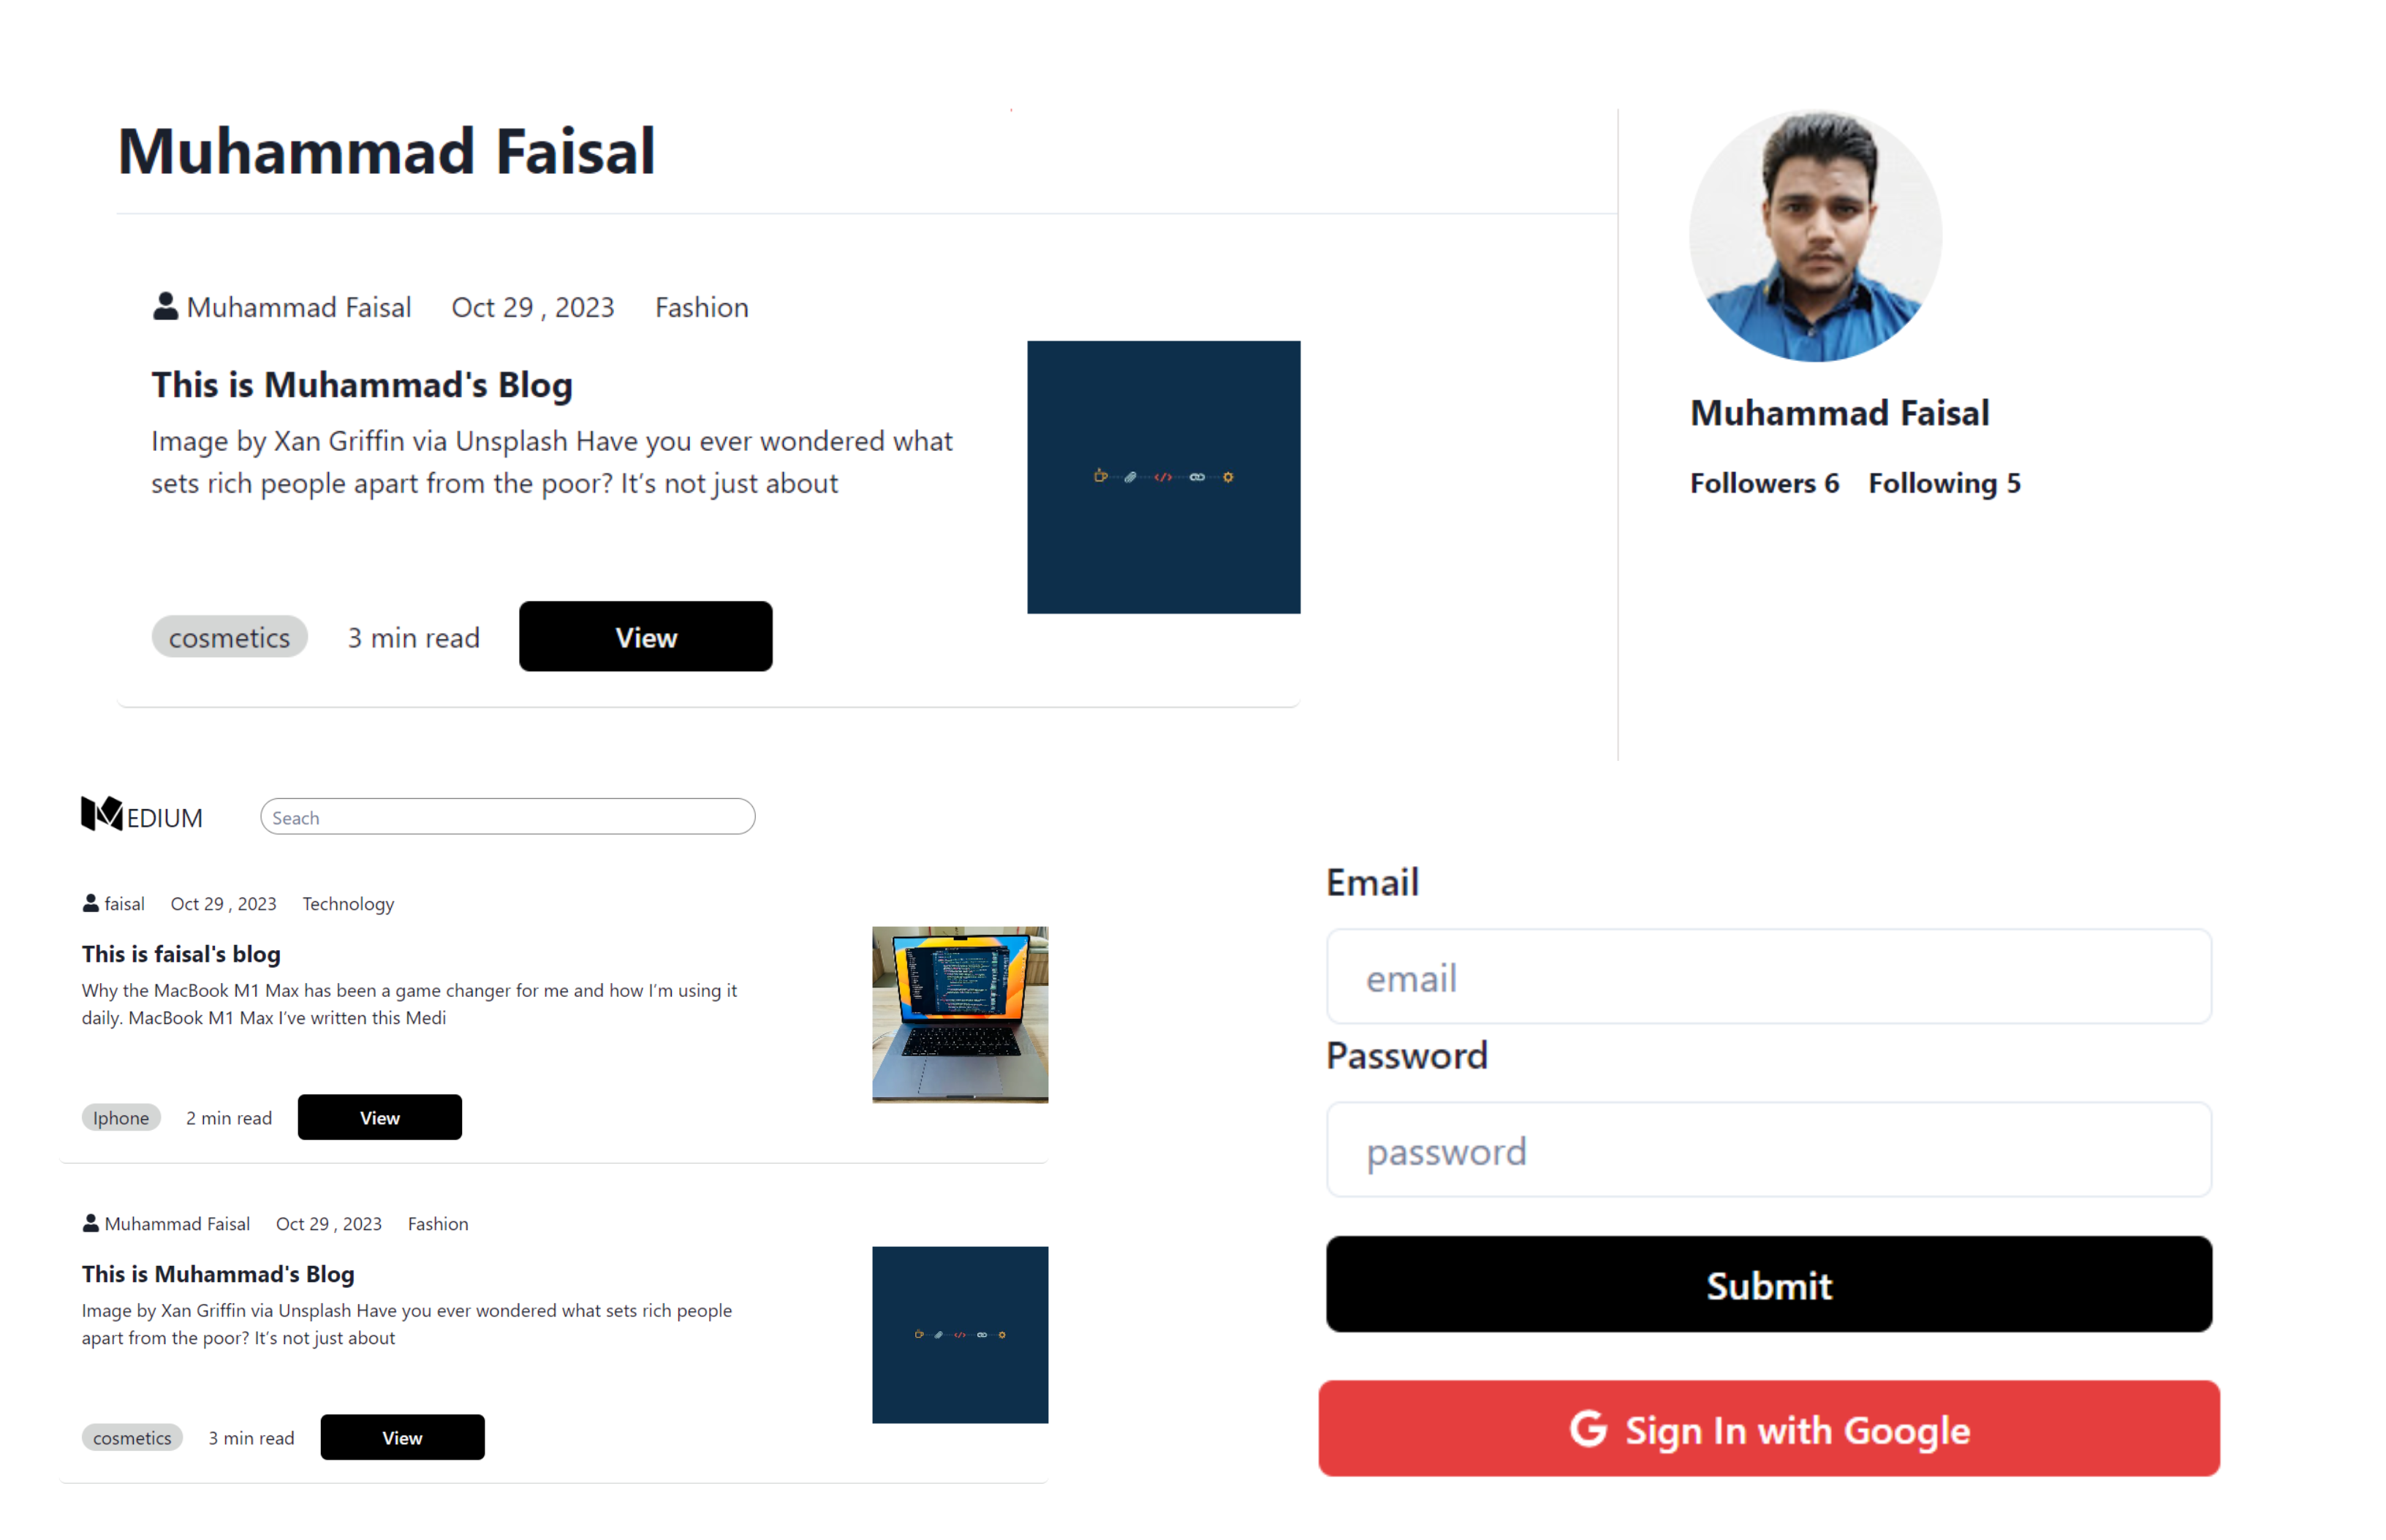 Muhammad Faisal
Muhammad Faisal Oct 29 , 2023 Fashion
This is Muhammad's Blog
Image by Xan Griffin via Unsplash Have you ever wondered what
sets rich people apart from the poor? It’s not just about
cosmetics 3 min read View
Muhammad Faisal
Followers 6 Following 5
MEDIUM Seach
faisal Oct 29 , 2023 Technology
This is faisal's blog
Why the MacBook M1 Max has been a game changer for me and how I’m using it
daily. MacBook M1 Max I’ve written this Medi
Iphone 2 min read View
Muhammad Faisal Oct 29 , 2023 Fashion
This is Muhammad's Blog
Image by Xan Griffin via Unsplash Have you ever wondered what sets rich people
apart from the poor? It’s not just about
cosmetics 3 min read View
Email
email
Password
password
Submit
G Sign In with Google